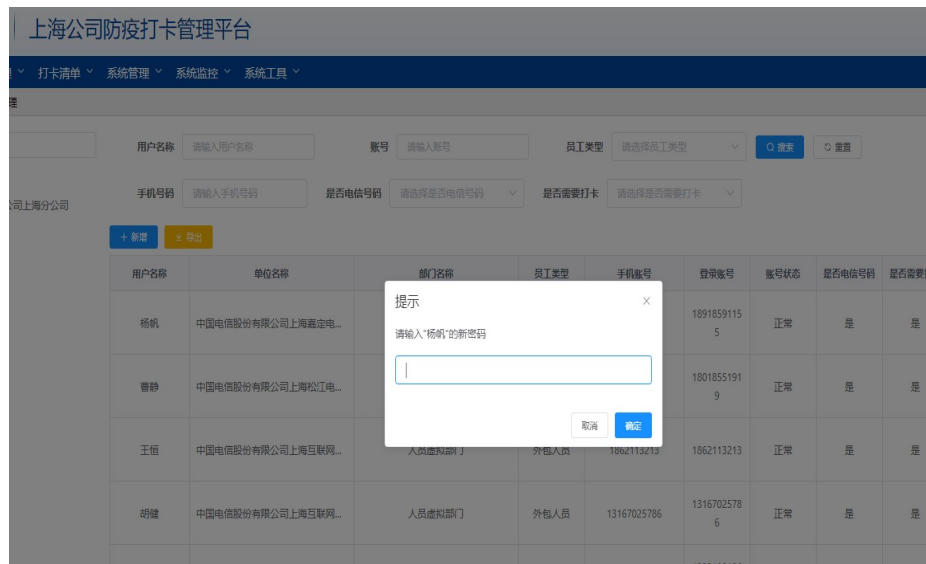 上海公司防疫打卡管理平台
打卡清单 系统管理 系统监控 系统工具
理
用户名称 请输入用户名称 账号 请输入账号 员工类型 请选择员工类型 搜索 重置
手机号码 请输入手机号码 是否电信号码 请选择是否电信号码 是否需要打卡 请选择是否需要打卡
公司上海分公司
+ 新增 导出
用户名称 单位名称 部门名称 员工类型 手机账号 登录账号 账号状态 是否电信号码 是否需要
提示
请输入"杨帆"的新密码
取消 确定
杨帆 中国电信股份有限公司上海嘉定电... 1891859115 正常 是 是
5
曹静 中国电信股份有限公司上海松江电... 1801855191 正常 是 是
9
王恒 中国电信股份有限公司上海互联网... 人员虚拟部门 外包人员 1862113213 1862113213 正常 是 是
胡健 中国电信股份有限公司上海互联网... 人员虚拟部门 外包人员 13167025786 1316702578 正常 是 是
6